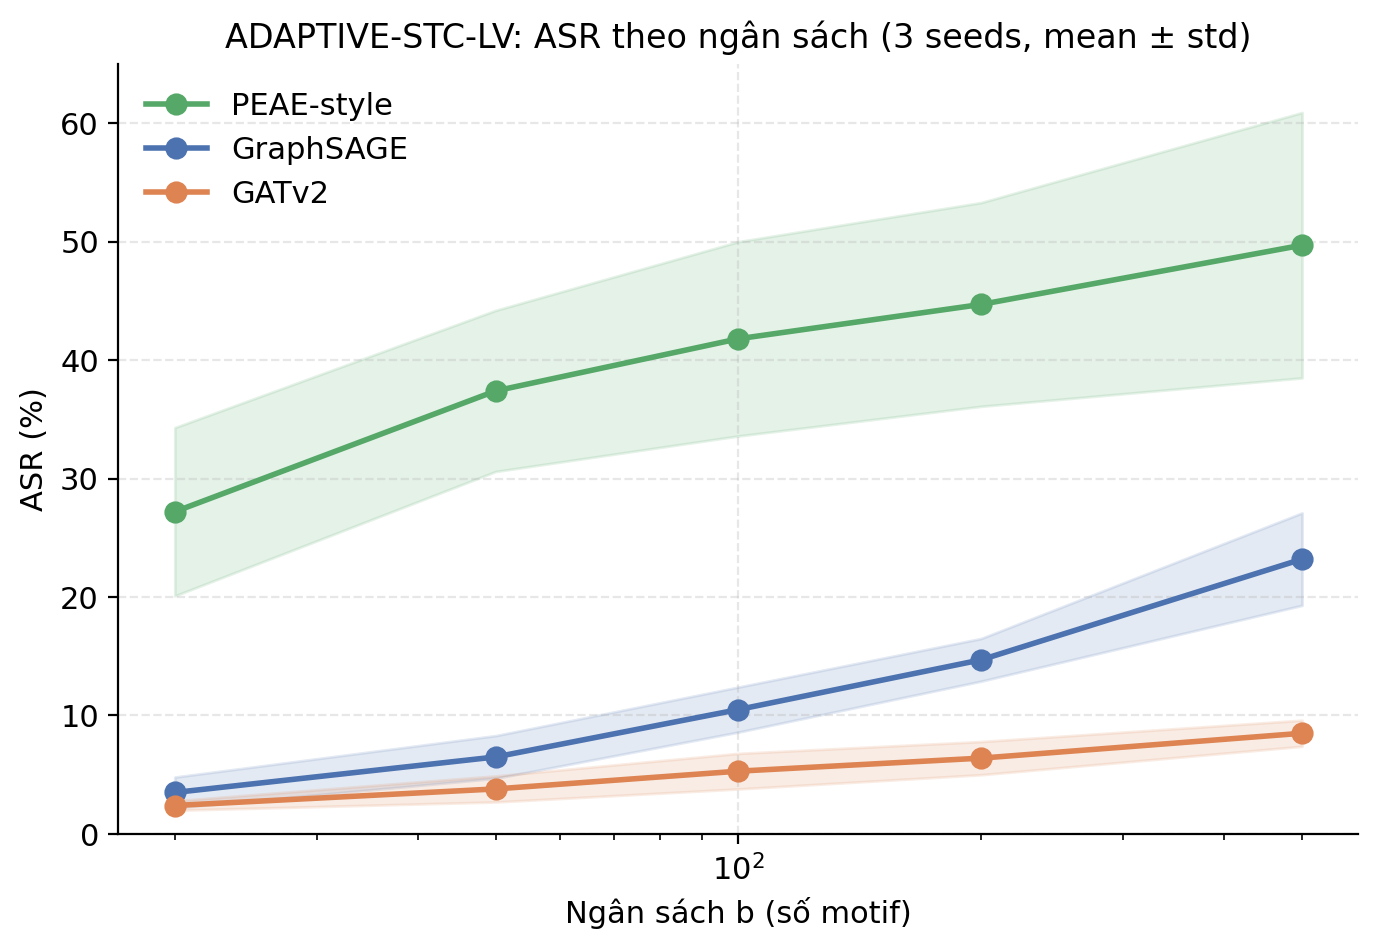 ADAPTIVE-STC-LV: ASR theo ngân sách (3 seeds, mean ± std)
PEAE-style
GraphSAGE
GATv2
ASR (%)
60
50
40
30
20
10
0
10²
Ngân sách b (số motif)